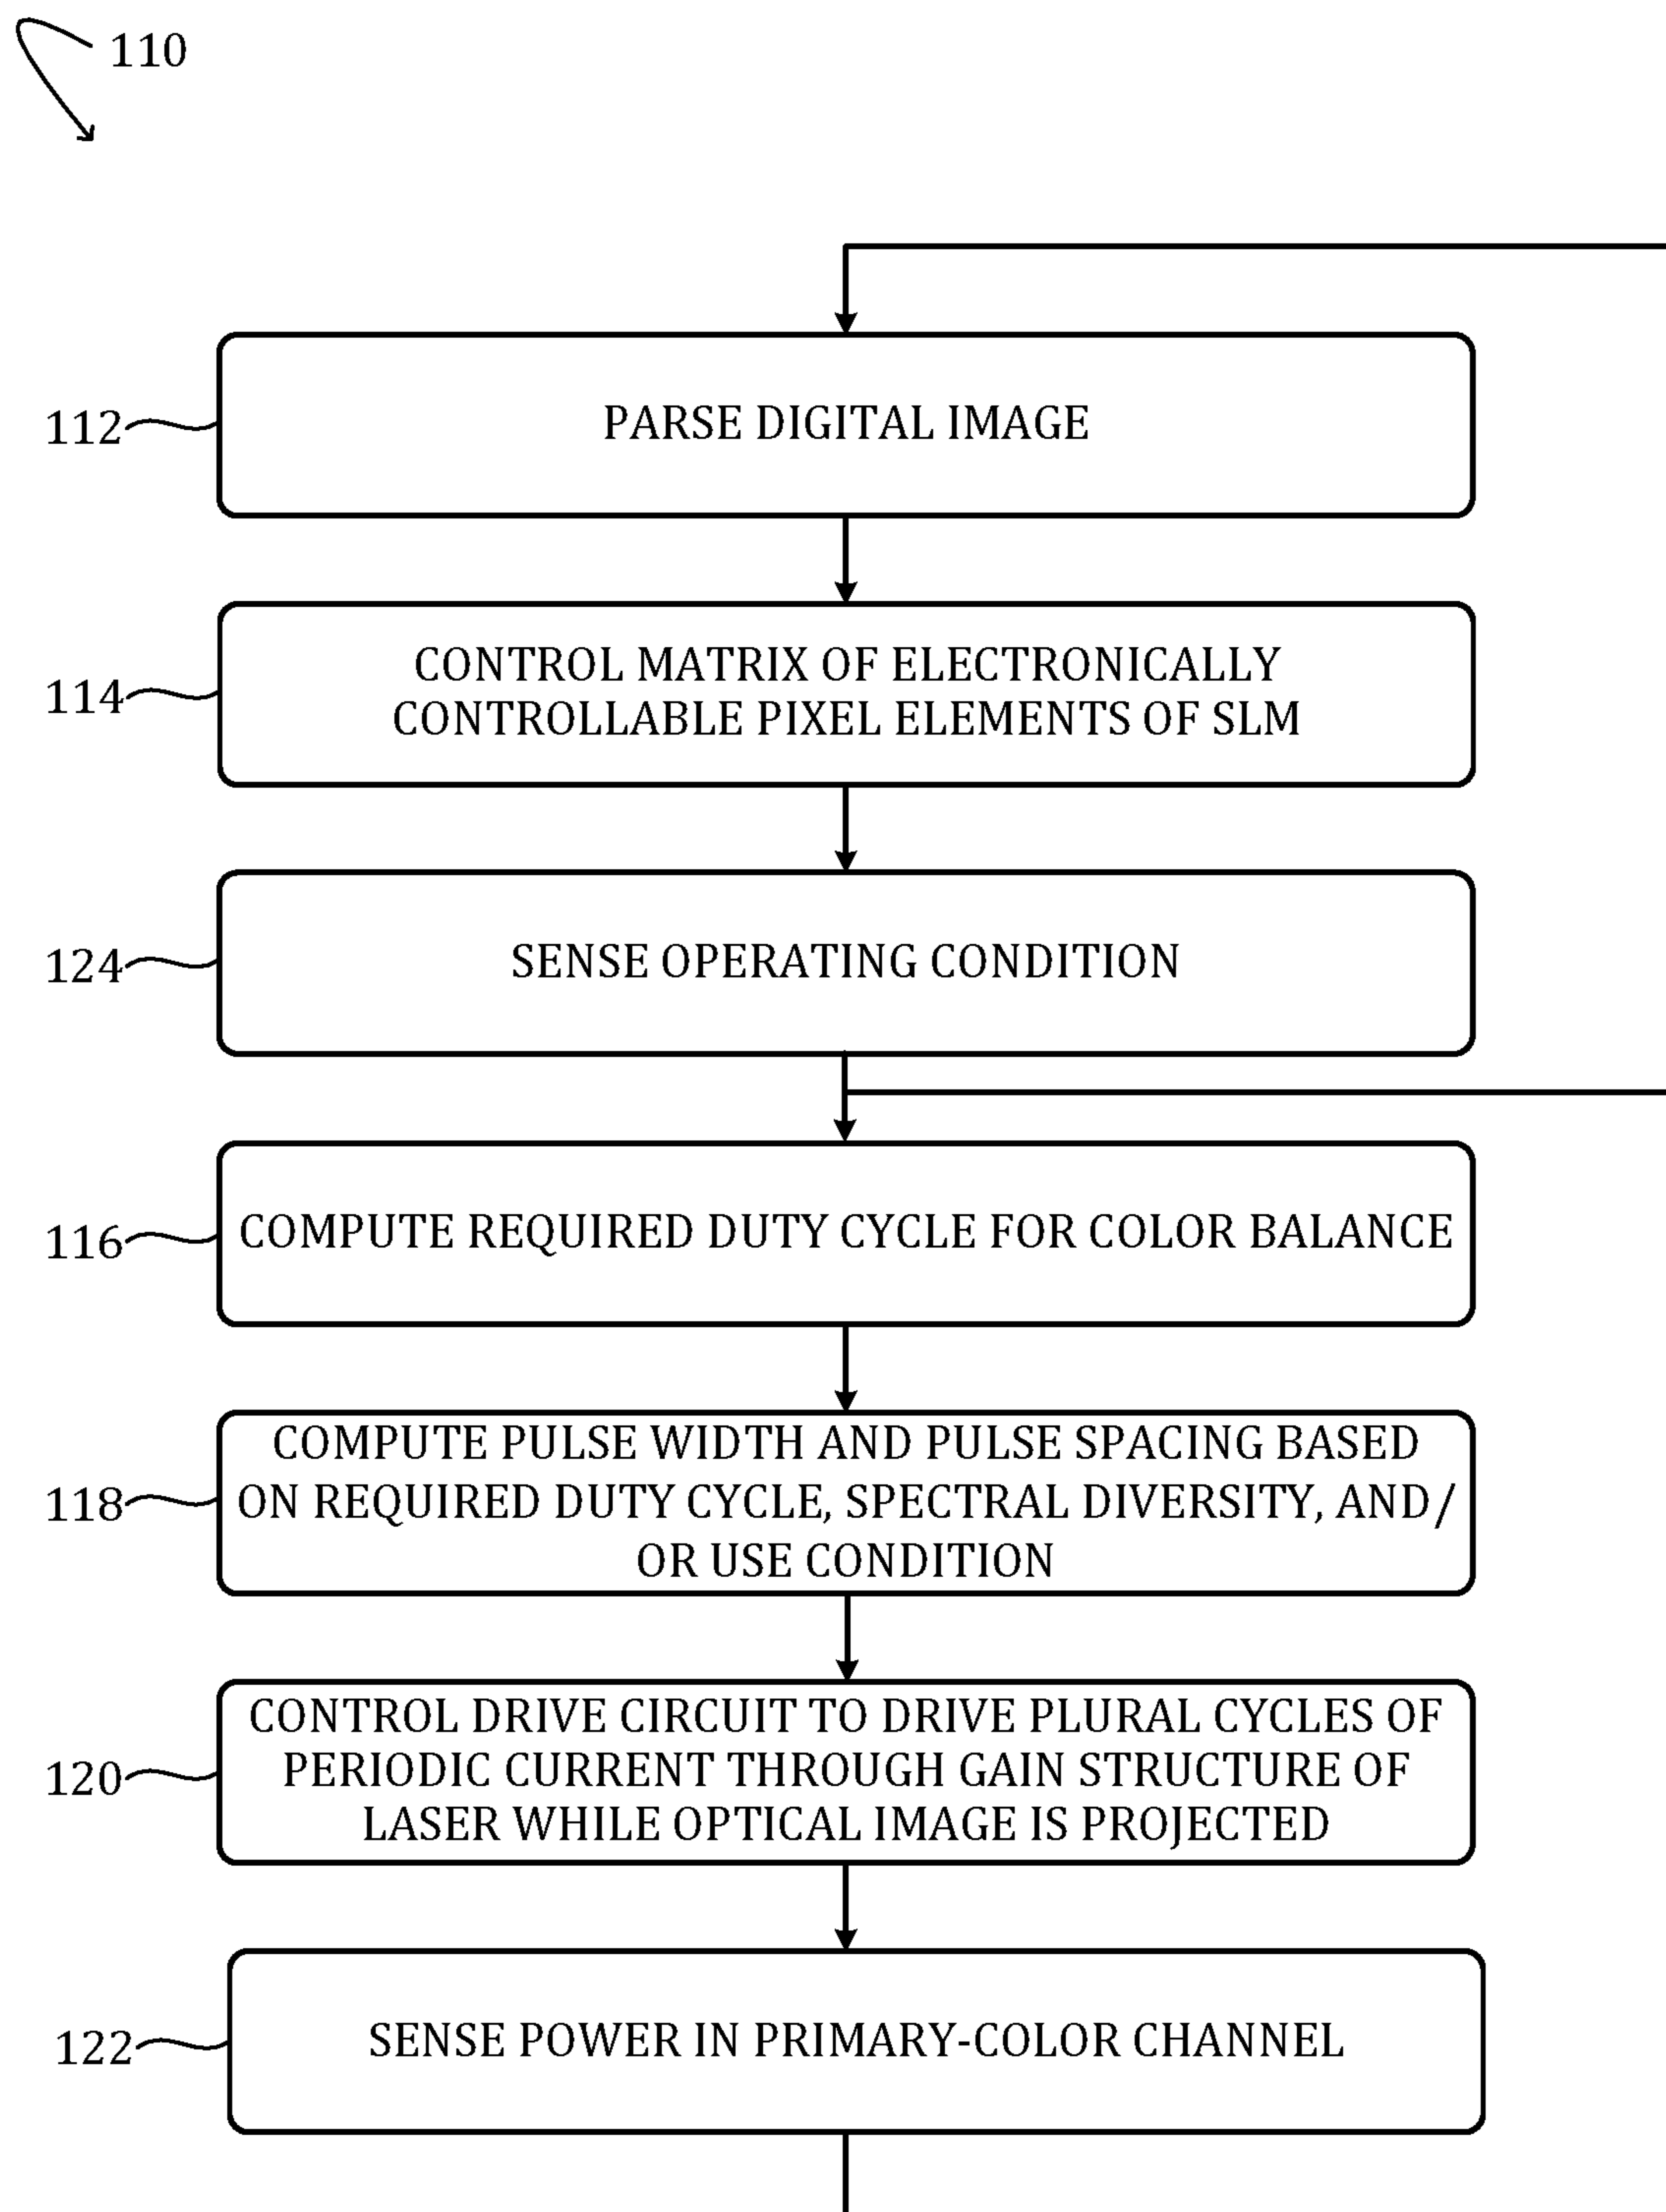 110
112
PARSE DIGITAL IMAGE
114
CONTROL MATRIX OF ELECTRONICALLY
CONTROLLABLE PIXEL ELEMENTS OF SLM
124
SENSE OPERATING CONDITION
116
COMPUTE REQUIRED DUTY CYCLE FOR COLOR BALANCE
118
COMPUTE PULSE WIDTH AND PULSE SPACING BASED
ON REQUIRED DUTY CYCLE, SPECTRAL DIVERSITY, AND/
OR USE CONDITION
120
CONTROL DRIVE CIRCUIT TO DRIVE PLURAL CYCLES OF
PERIODIC CURRENT THROUGH GAIN STRUCTURE OF
LASER WHILE OPTICAL IMAGE IS PROJECTED
122
SENSE POWER IN PRIMARY-COLOR CHANNEL